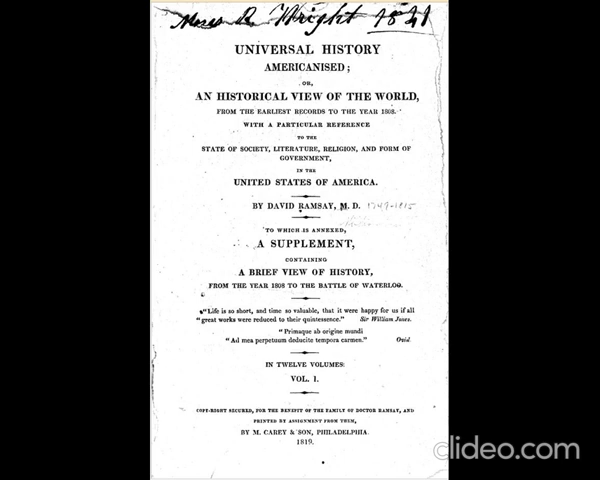 Moses R. Wright 1821
UNIVERSAL HISTORY
AMERICANISED;
OR,
AN HISTORICAL VIEW OF THE WORLD,
FROM THE EARLIEST RECORDS TO THE YEAR 1808.
WITH A PARTICULAR REFERENCE
TO THE
STATE OF SOCIETY, LITERATURE, RELIGION, AND FORM OF
GOVERNMENT,
IN THE
UNITED STATES OF AMERICA.
BY DAVID RAMSAY, M. D. 1749-1815
TO WHICH IS ANNEXED,
A SUPPLEMENT,
CONTAINING
A BRIEF VIEW OF HISTORY,
FROM THE YEAR 1808 TO THE BATTLE OF WATERLOO.
"Life is so short, and time so valuable, that it were happy for us if all
"great works were reduced to their quintessence." Sir William Jones.
"Primaque ab origine mundi
"Ad mea perpetuum deducite tempora carmen." Ovid
IN TWELVE VOLUMES:
VOL. I.
COPY-RIGHT SECURED, FOR THE BENEFIT OF THE FAMILY OF DOCTOR RAMSAY, AND
PRINTED BY ASSIGNMENT FROM THEM,
BY M. CAREY & SON, PHILADELPHIA.
1819.
clideo.com